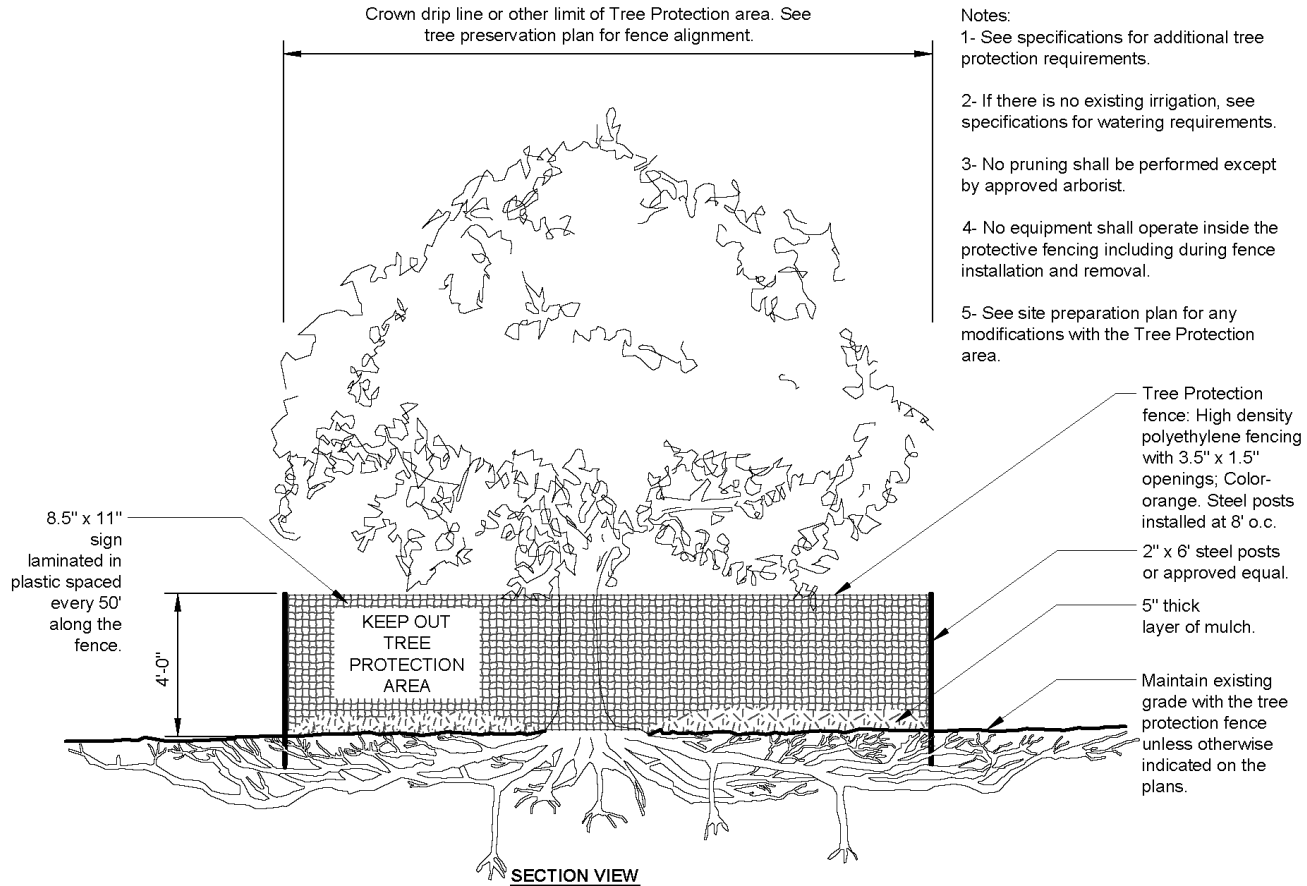 Crown drip line or other limit of Tree Protection area. See
tree preservation plan for fence alignment.
Notes:
1- See specifications for additional tree
protection requirements.
2- If there is no existing irrigation, see
specifications for watering requirements.
3- No pruning shall be performed except
by approved arborist.
4- No equipment shall operate inside the
protective fencing including during fence
installation and removal.
5- See site preparation plan for any
modifications with the Tree Protection
area.
Tree Protection
fence: High density
polyethylene fencing
with 3.5" x 1.5"
openings; Color-
orange. Steel posts
installed at 8' o.c.
2" x 6' steel posts
or approved equal.
5" thick
layer of mulch.
Maintain existing
grade with the tree
protection fence
unless otherwise
indicated on the
plans.
8.5" x 11"
sign
laminated in
plastic spaced
every 50'
along the
fence.
4'-0"
KEEP OUT
TREE
PROTECTION
AREA
SECTION VIEW